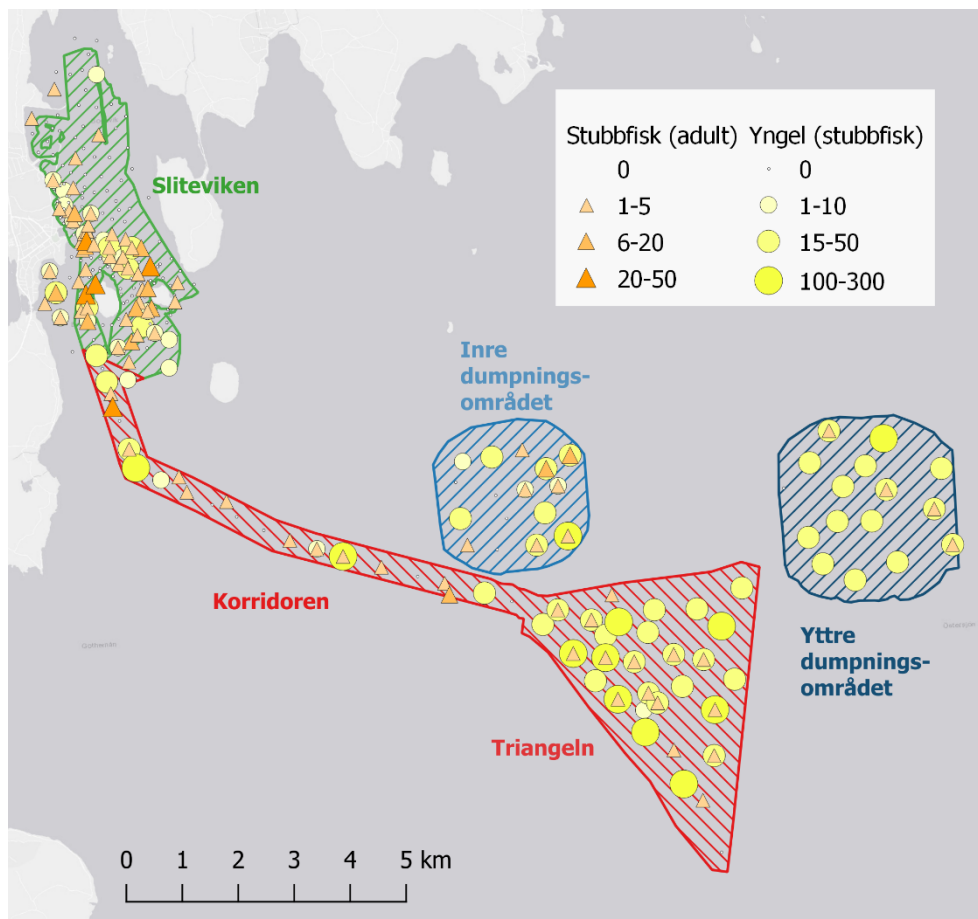 Stubbfisk (adult) Yngel (stubbfisk)
0 0
1-5 1-10
6-20 15-50
20-50 100-300
Sliteviken
Inre
dumpnings-
området
Korridoren
Yttre
dumpnings-
området
Triangeln
0 1 2 3 4 5 km